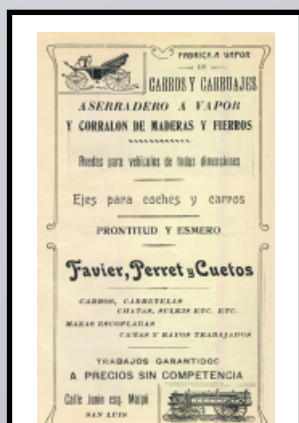 FABRICA A VAPOR
DE
CARROS Y CARRUAJES
ASERRADERO A VAPOR
Y CORRALON DE MADERAS Y FIERROS
Ruedas para vehículos de todas dimensiones
Ejes para coches y carros
PRONTITUD Y ESMERO
Favier, Perret y Cuetos
CARROS, CARRETELAS
CHATAS, SULKIS ETC. ETC.
MAZAS ESCOPLADAS
CAMAS Y RAYOS TRABAJADOS
TRABAJOS GARANTIDOS
A PRECIOS SIN COMPETENCIA
Calle Junin esq. Maipú
SAN LUIS